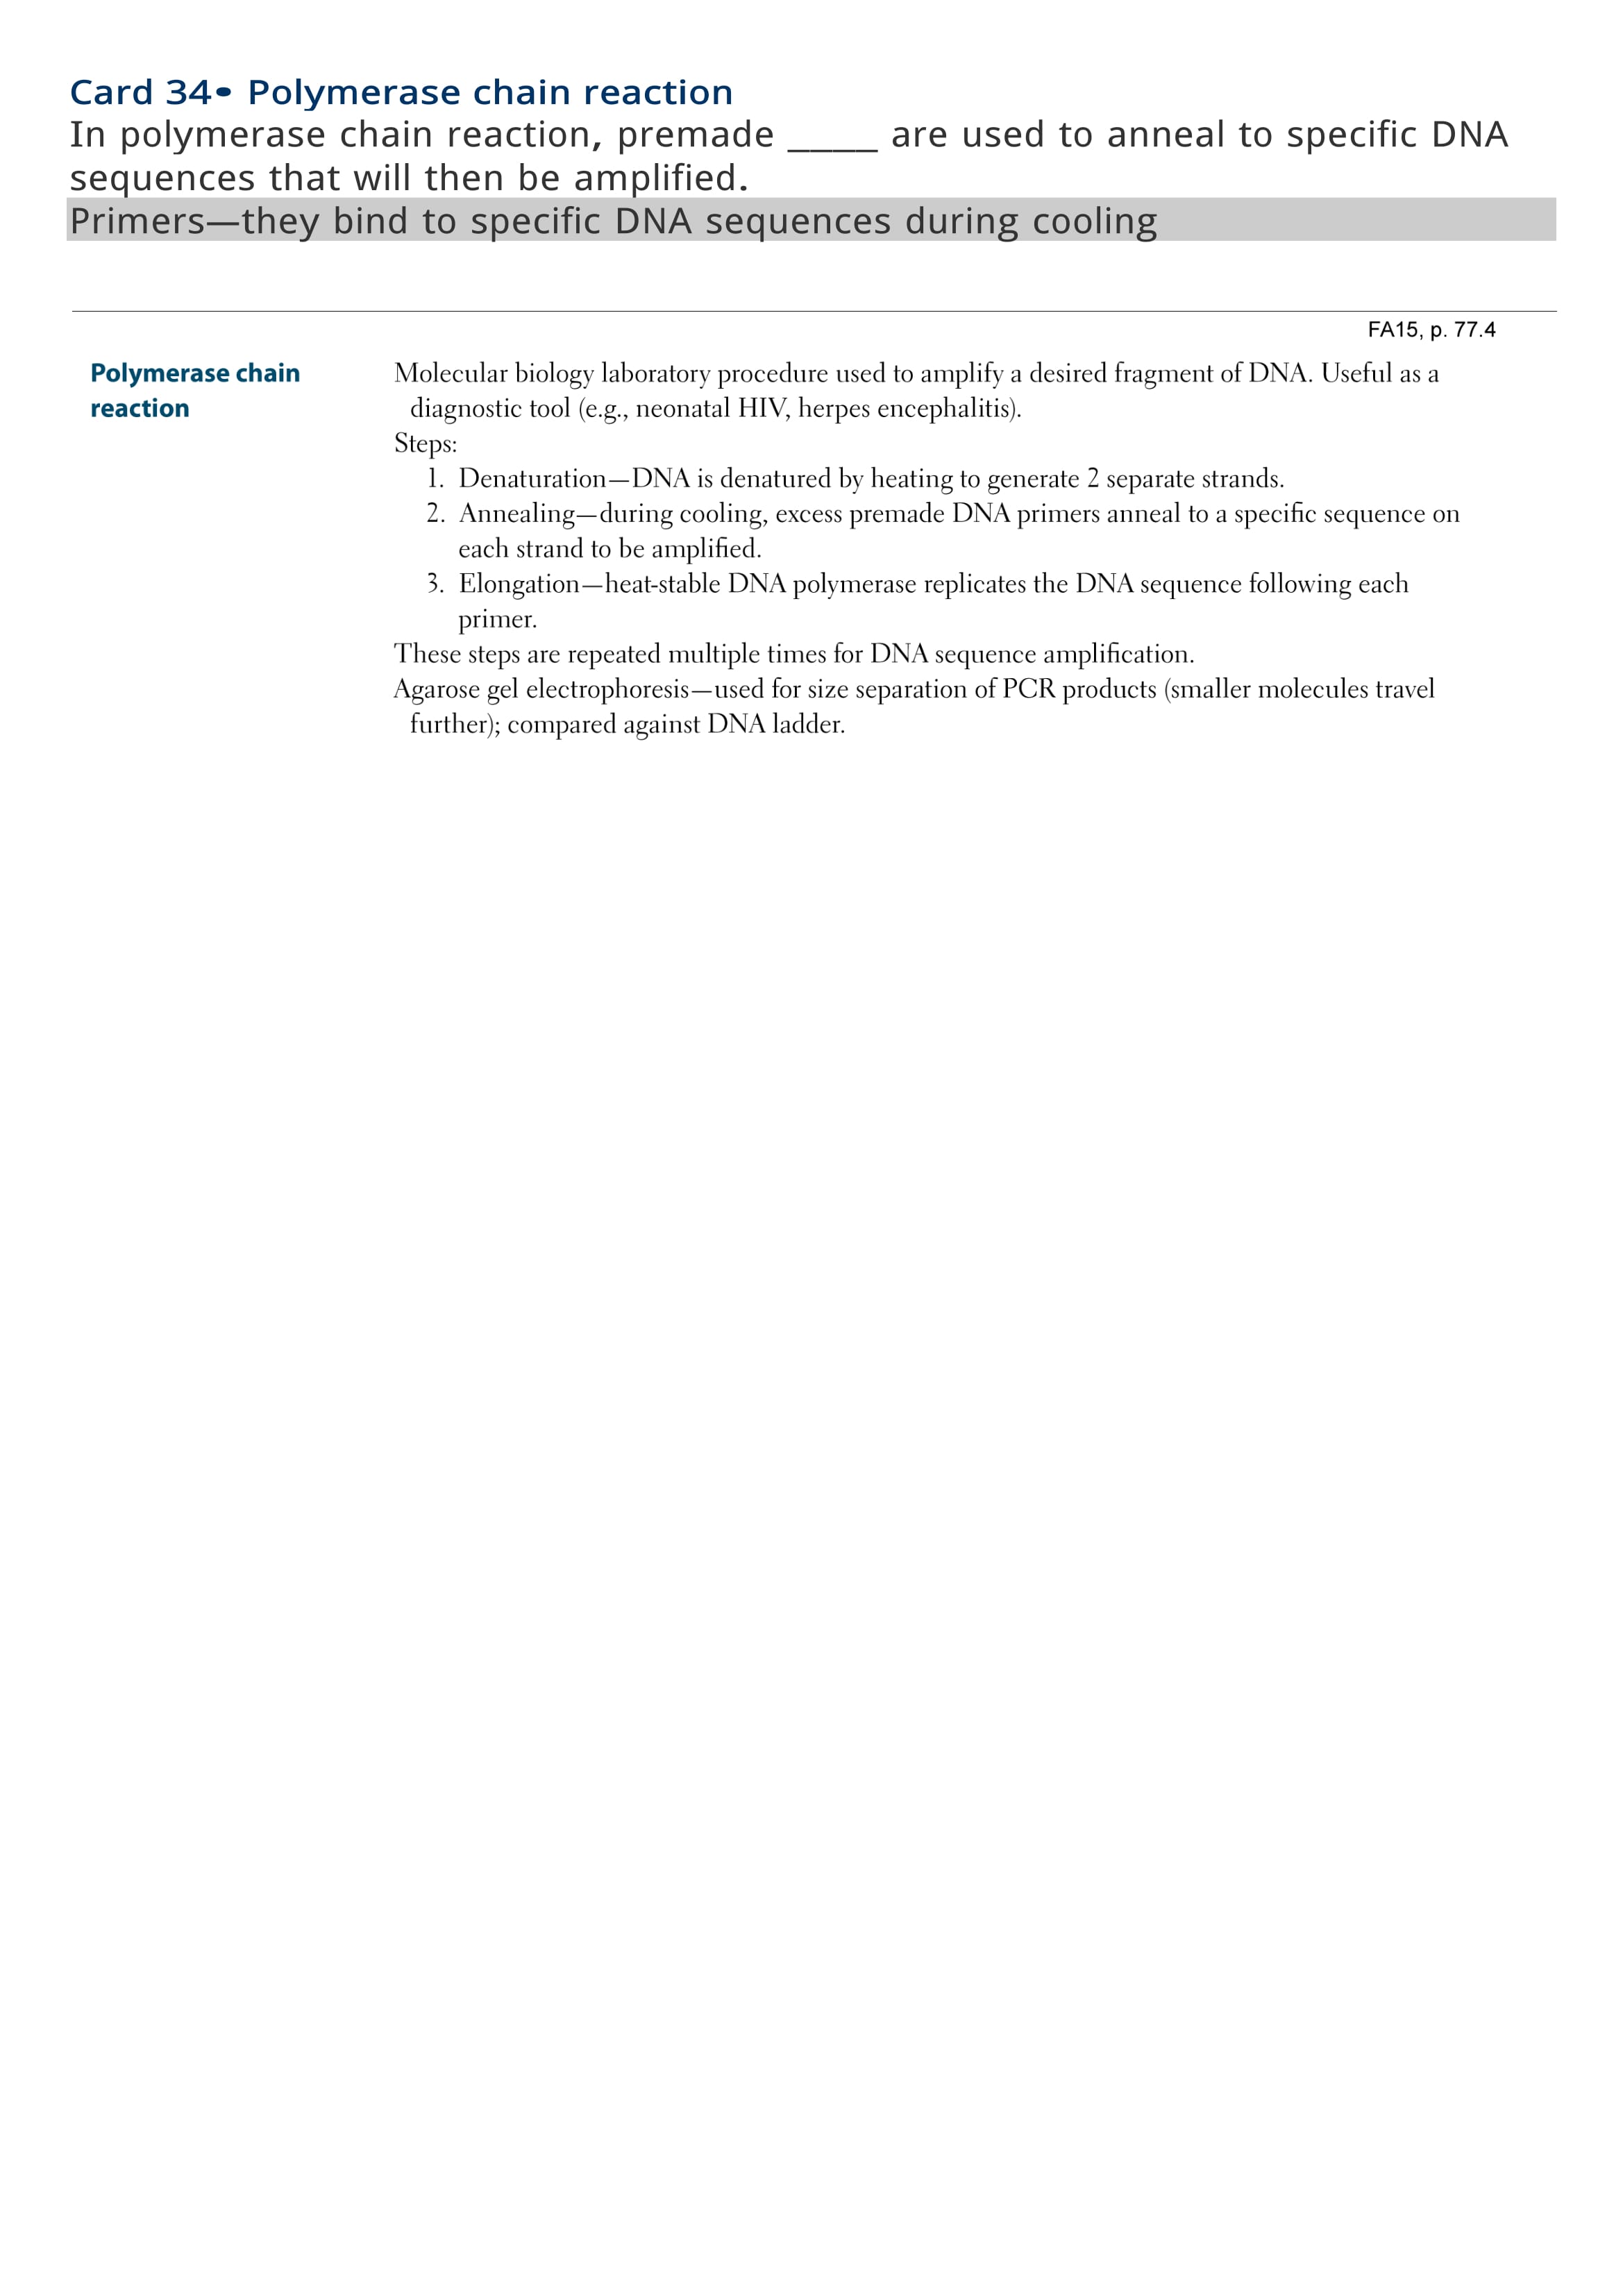 Card 34• Polymerase chain reaction
In polymerase chain reaction, premade ____ are used to anneal to specific DNA
sequences that will then be amplified.
Primers—they bind to specific DNA sequences during cooling
FA15, p. 77.4
Polymerase chain
reaction
Molecular biology laboratory procedure used to amplify a desired fragment of DNA. Useful as a
diagnostic tool (e.g., neonatal HIV, herpes encephalitis).
Steps:
1. Denaturation—DNA is denatured by heating to generate 2 separate strands.
2. Annealing—during cooling, excess premade DNA primers anneal to a specific sequence on
each strand to be amplified.
3. Elongation—heat-stable DNA polymerase replicates the DNA sequence following each
primer.
These steps are repeated multiple times for DNA sequence amplification.
Agarose gel electrophoresis—used for size separation of PCR products (smaller molecules travel
further); compared against DNA ladder.